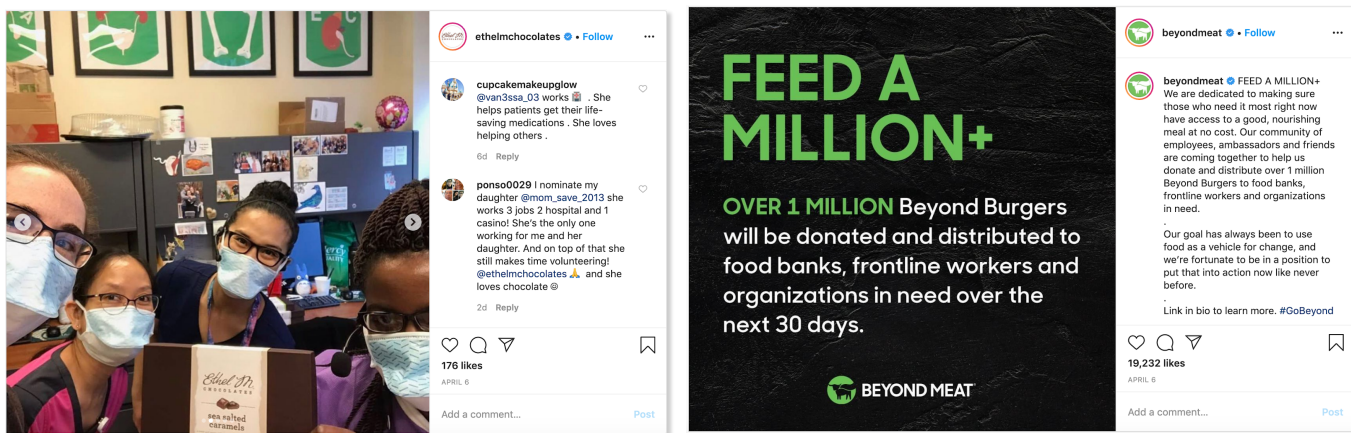 E
C
Ethel M.
CHOCOLATES
sea salted
caramels
ethelmchocolates • Follow
cupcakemakeupglow
@van3ssa_03 works 🏥 . She
helps patients get their life-
saving medications . She loves
helping others .
6d Reply
ponso0029 I nominate my
daughter @mom_save_2013 she
works 3 jobs 2 hospital and 1
casino! She's the only one
working for me and her
daughter. And on top of that she
still makes time volunteering!
@ethelmchocolates 🙏 and she
loves chocolate ☺
2d Reply
176 likes
APRIL 6
Add a comment... Post
FEED A
MILLION+
OVER 1 MILLION Beyond Burgers
will be donated and distributed to
food banks, frontline workers and
organizations in need over the
next 30 days.
BEYOND MEAT
beyondmeat • Follow
beyondmeat FEED A MILLION+
We are dedicated to making sure
those who need it most right now
have access to a good, nourishing
meal at no cost. Our community of
employees, ambassadors and friends
are coming together to help us
donate and distribute over 1 million
Beyond Burgers to food banks,
frontline workers and organizations
in need.
.
Our goal has always been to use
food as a vehicle for change, and
we're fortunate to be in a position to
put that into action now like never
before.
.
Link in bio to learn more. #GoBeyond
19,232 likes
APRIL 6
Add a comment... Post